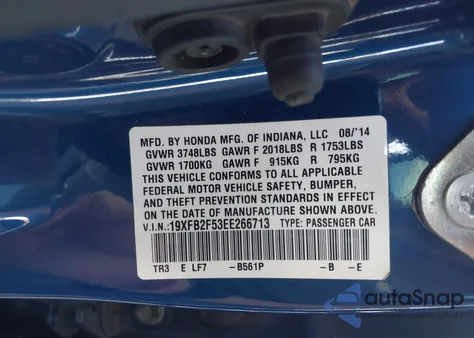 MFD. BY HONDA MFG. OF INDIANA, LLC 08/'14
GVWR 3748LBS GAWR F 2018LBS R 1753LBS
GVWR 1700KG GAWR F 915KG R 795KG
THIS VEHICLE CONFORMS TO ALL APPLICABLE
FEDERAL MOTOR VEHICLE SAFETY, BUMPER,
AND THEFT PREVENTION STANDARDS IN EFFECT
ON THE DATE OF MANUFACTURE SHOWN ABOVE.
V.I.N.:19XFB2F53EE266713 TYPE: PASSENGER CAR
TR3 E LF7 -B561P -B -E
autoSnap